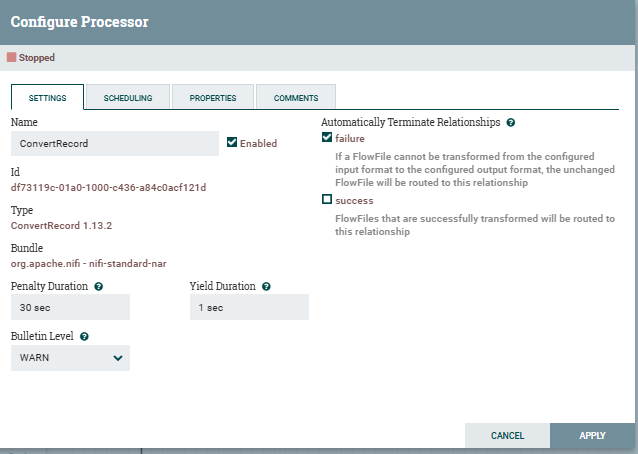 Configure Processor
Stopped
SETTINGS
SCHEDULING
PROPERTIES
COMMENTS
Name
ConvertRecord
Enabled
Id
df73119c-01a0-1000-c436-a84c0acf121d
Type
ConvertRecord 1.13.2
Bundle
org.apache.nifi - nifi-standard-nar
Penalty Duration
Yield Duration
30 sec
1 sec
Bulletin Level
WARN
Automatically Terminate Relationships
failure
If a FlowFile cannot be transformed from the configured
input format to the configured output format, the unchanged
FlowFile will be routed to this relationship
success
FlowFiles that are successfully transformed will be routed to
this relationship
CANCEL
APPLY